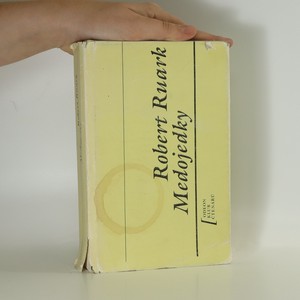 Robert Ruark
Medojedky
ODEON
KLUB
ČTENÁŘŮ